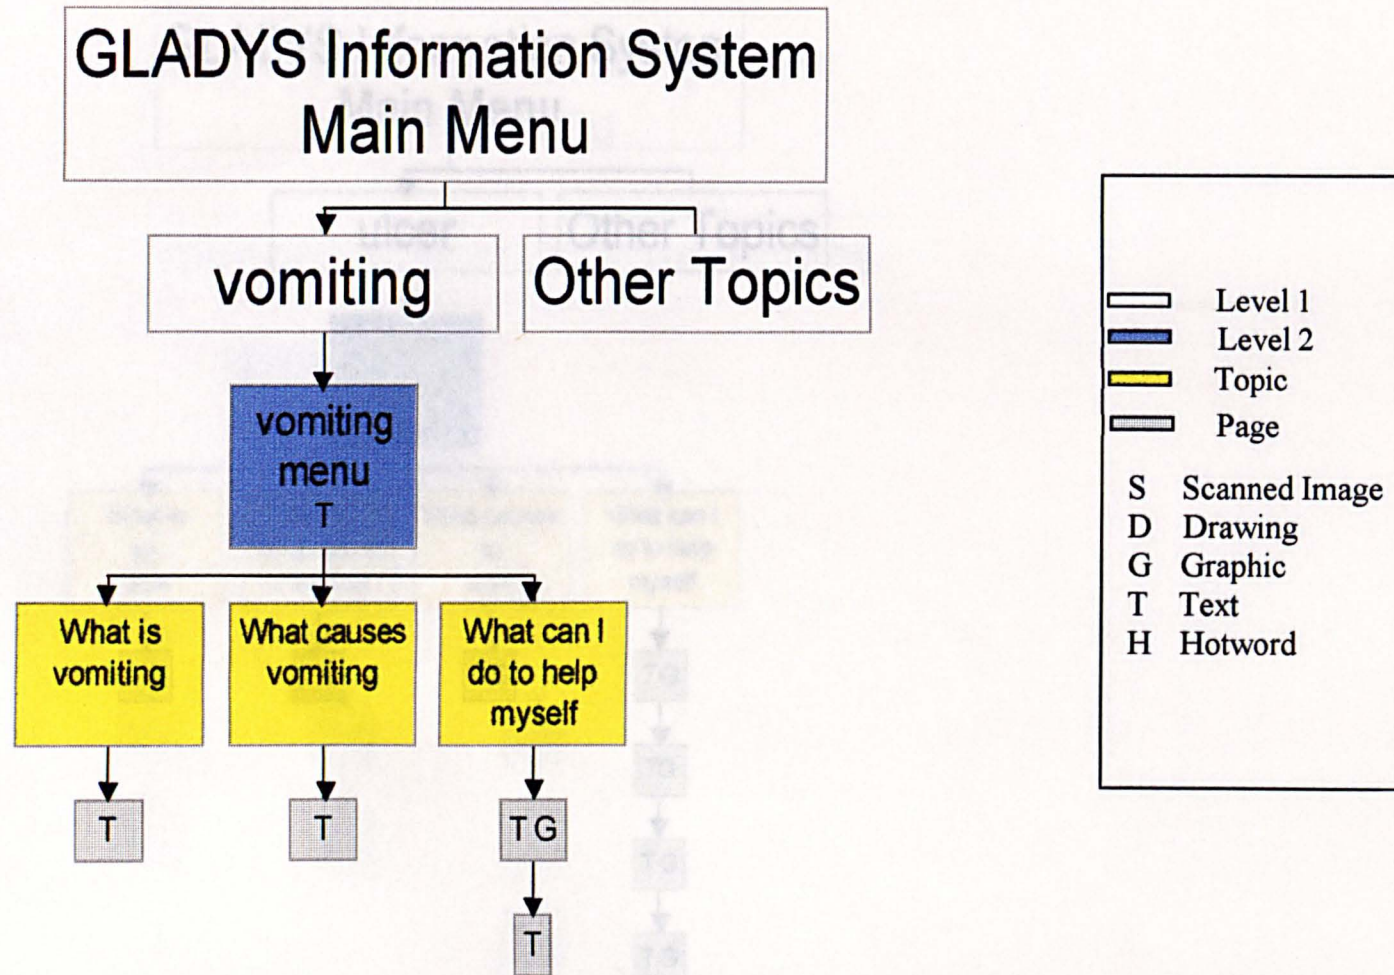 GLADYS Information System
Main Menu
vomiting
Other Topics
vomiting
menu
T
What is
vomiting
What causes
vomiting
What can I
do to help
myself
T
T
T G
T
Level 1
Level 2
Topic
Page
S Scanned Image
D Drawing
G Graphic
T Text
H Hotword